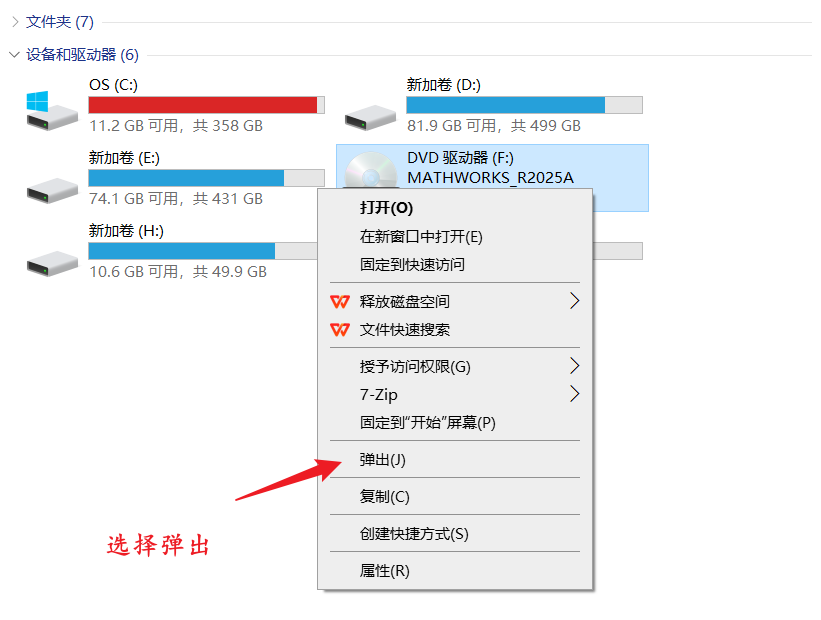 文件夹 (7)
设备和驱动器 (6)
OS (C:)
11.2 GB 可用，共 358 GB
新加卷 (D:)
81.9 GB 可用，共 499 GB
新加卷 (E:)
74.1 GB 可用，共 431 GB
DVD 驱动器 (F:)
MATHWORKS_R2025A
新加卷 (H:)
10.6 GB 可用，共 49.9 GB
打开(O)
在新窗口中打开(E)
固定到快速访问
释放磁盘空间
文件快速搜索
授予访问权限(G)
7-Zip
固定到"开始"屏幕(P)
弹出(J)
复制(C)
创建快捷方式(S)
属性(R)
选择弹出